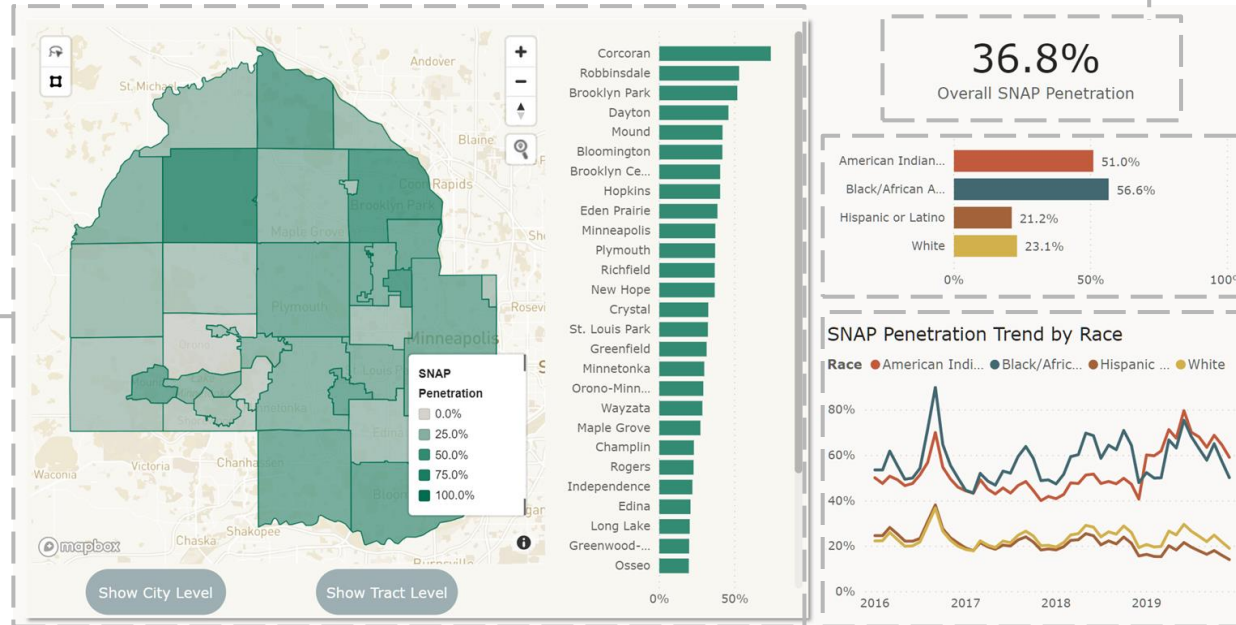 Andover
St. Michael
Blaine
Coon Rapids
Brooklyn Park
Maple Grove
Plymouth
Rosevi
Minneapolis
Orono
Minnetonka
Edina
Victoria
Chanhassen
Waconia
Shakopee
Chaska
Burnsville
mapbox
SNAP
Penetration
0.0%
25.0%
50.0%
75.0%
100.0%
Show City Level
Show Tract Level
Corcoran
Robbinsdale
Brooklyn Park
Dayton
Mound
Bloomington
Brooklyn Ce...
Hopkins
Eden Prairie
Minneapolis
Plymouth
Richfield
New Hope
Crystal
St. Louis Park
Greenfield
Minnetonka
Orono-Minn...
Wayzata
Maple Grove
Champlin
Rogers
Independence
Edina
Long Lake
Greenwood-...
Osseo
0% 50%
36.8%
Overall SNAP Penetration
American Indian... 51.0%
Black/African A... 56.6%
Hispanic or Latino 21.2%
White 23.1%
0% 50% 100%
SNAP Penetration Trend by Race
Race American Indi... Black/Afric... Hispanic ... White
80%
60%
40%
20%
0%
2016 2017 2018 2019